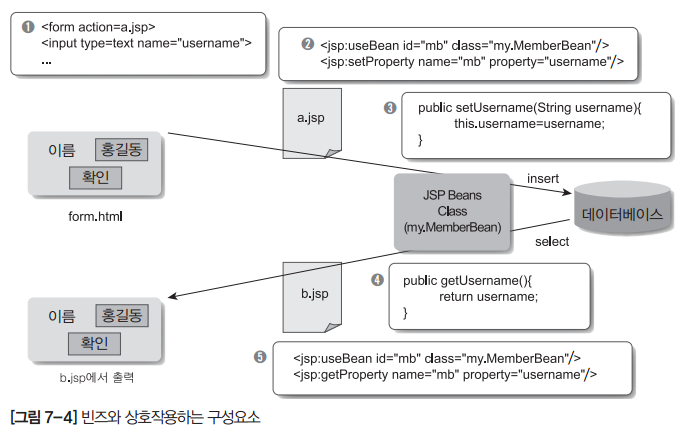 ❶ <form action=a.jsp>
<input type=text name="username">
...
❷ <jsp:useBean id="mb" class="my.MemberBean"/>
<jsp:setProperty name="mb" property="username"/>
a.jsp
❸ public setUsername(String username){
this.username=username;
}
이름 홍길동
확인
form.html
JSP Beans
Class
(my.MemberBean)
insert
데이터베이스
select
b.jsp
❹ public getUsername(){
return username;
}
이름 홍길동
확인
b.jsp에서 출력
❺ <jsp:useBean id="mb" class="my.MemberBean"/>
<jsp:getProperty name="mb" property="username"/>
[그림 7-4] 빈즈와 상호작용하는 구성요소